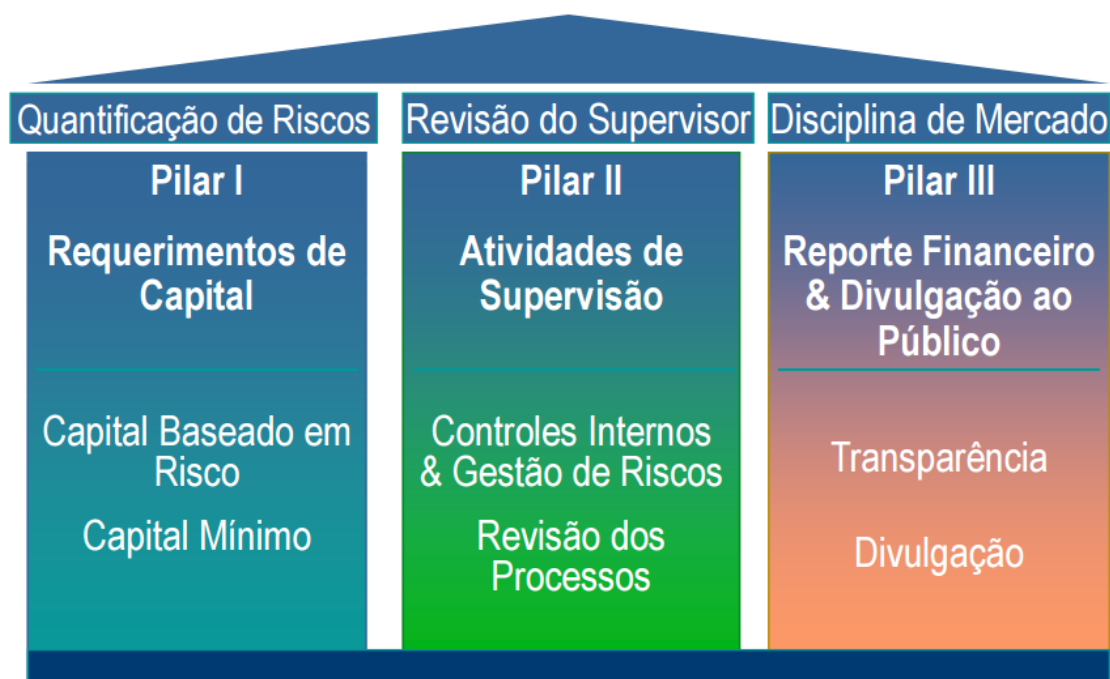 Quantificação de Riscos
Pilar I
Requerimentos de
Capital
Capital Baseado em
Risco
Capital Mínimo
Revisão do Supervisor
Pilar II
Atividades de
Supervisão
Controles Internos
& Gestão de Riscos
Revisão dos
Processos
Disciplina de Mercado
Pilar III
Reporte Financeiro
& Divulgação ao
Público
Transparência
Divulgação